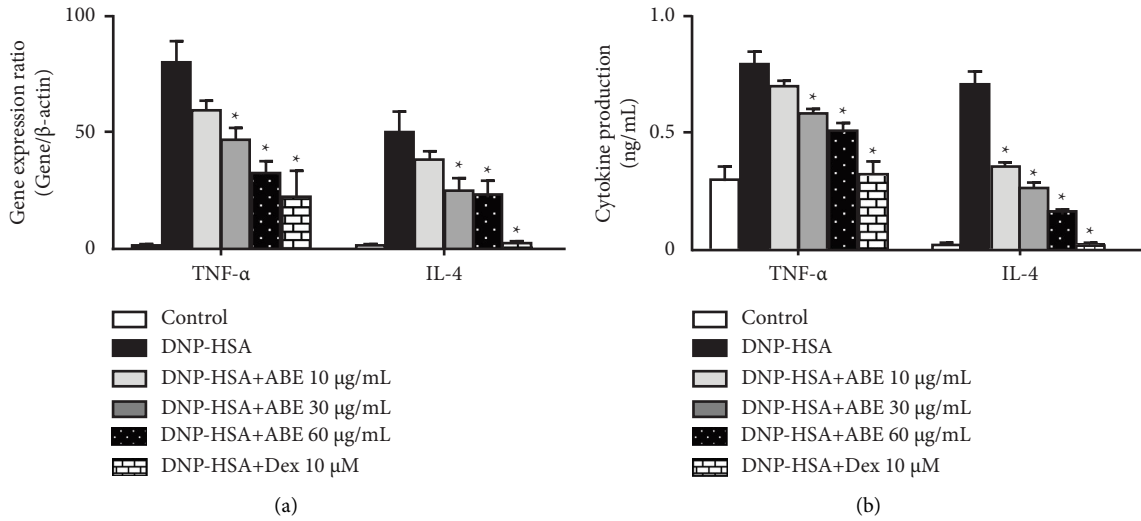 Gene expression ratio
(Gene/β-actin)
100
50
0
*
*
*
*
*
*
TNF-α
IL-4
Control
DNP-HSA
DNP-HSA+ABE 10 µg/mL
DNP-HSA+ABE 30 µg/mL
DNP-HSA+ABE 60 µg/mL
DNP-HSA+Dex 10 µM
(a)
Cytokine production
(ng/mL)
1.0
0.5
0
*
*
*
*
*
*
*
TNF-α
IL-4
Control
DNP-HSA
DNP-HSA+ABE 10 µg/mL
DNP-HSA+ABE 30 µg/mL
DNP-HSA+ABE 60 µg/mL
DNP-HSA+Dex 10 µM
(b)